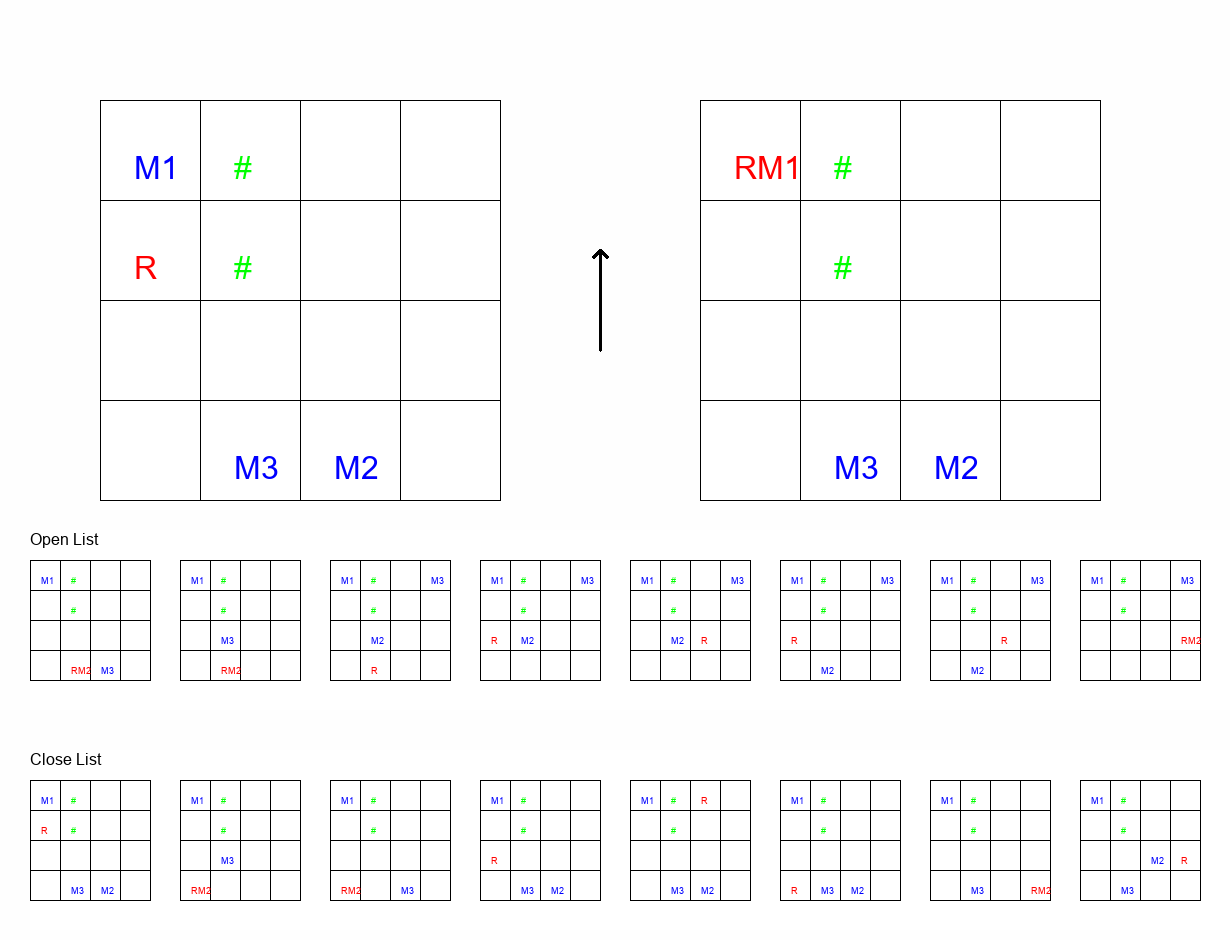 M1 # RM1 #
R # #
M3 M2 M3 M2
Open List
M1 # M1 # M1 # M3 M1 # M3 M1 # M3 M1 # M3 M1 # M3 M1 # M3
# # # # # # # #
M3 M2 R M2 M2 R R R RM2
RM2 M3 RM2 R M2 M2
Close List
M1 # M1 # M1 # M1 # M1 # R M1 # M1 # M1 #
R # # # # # # # #
M3 R M2 R
M3 M2 RM2 RM2 M3 M3 M2 M3 M2 R M3 M2 M3 RM2 M3